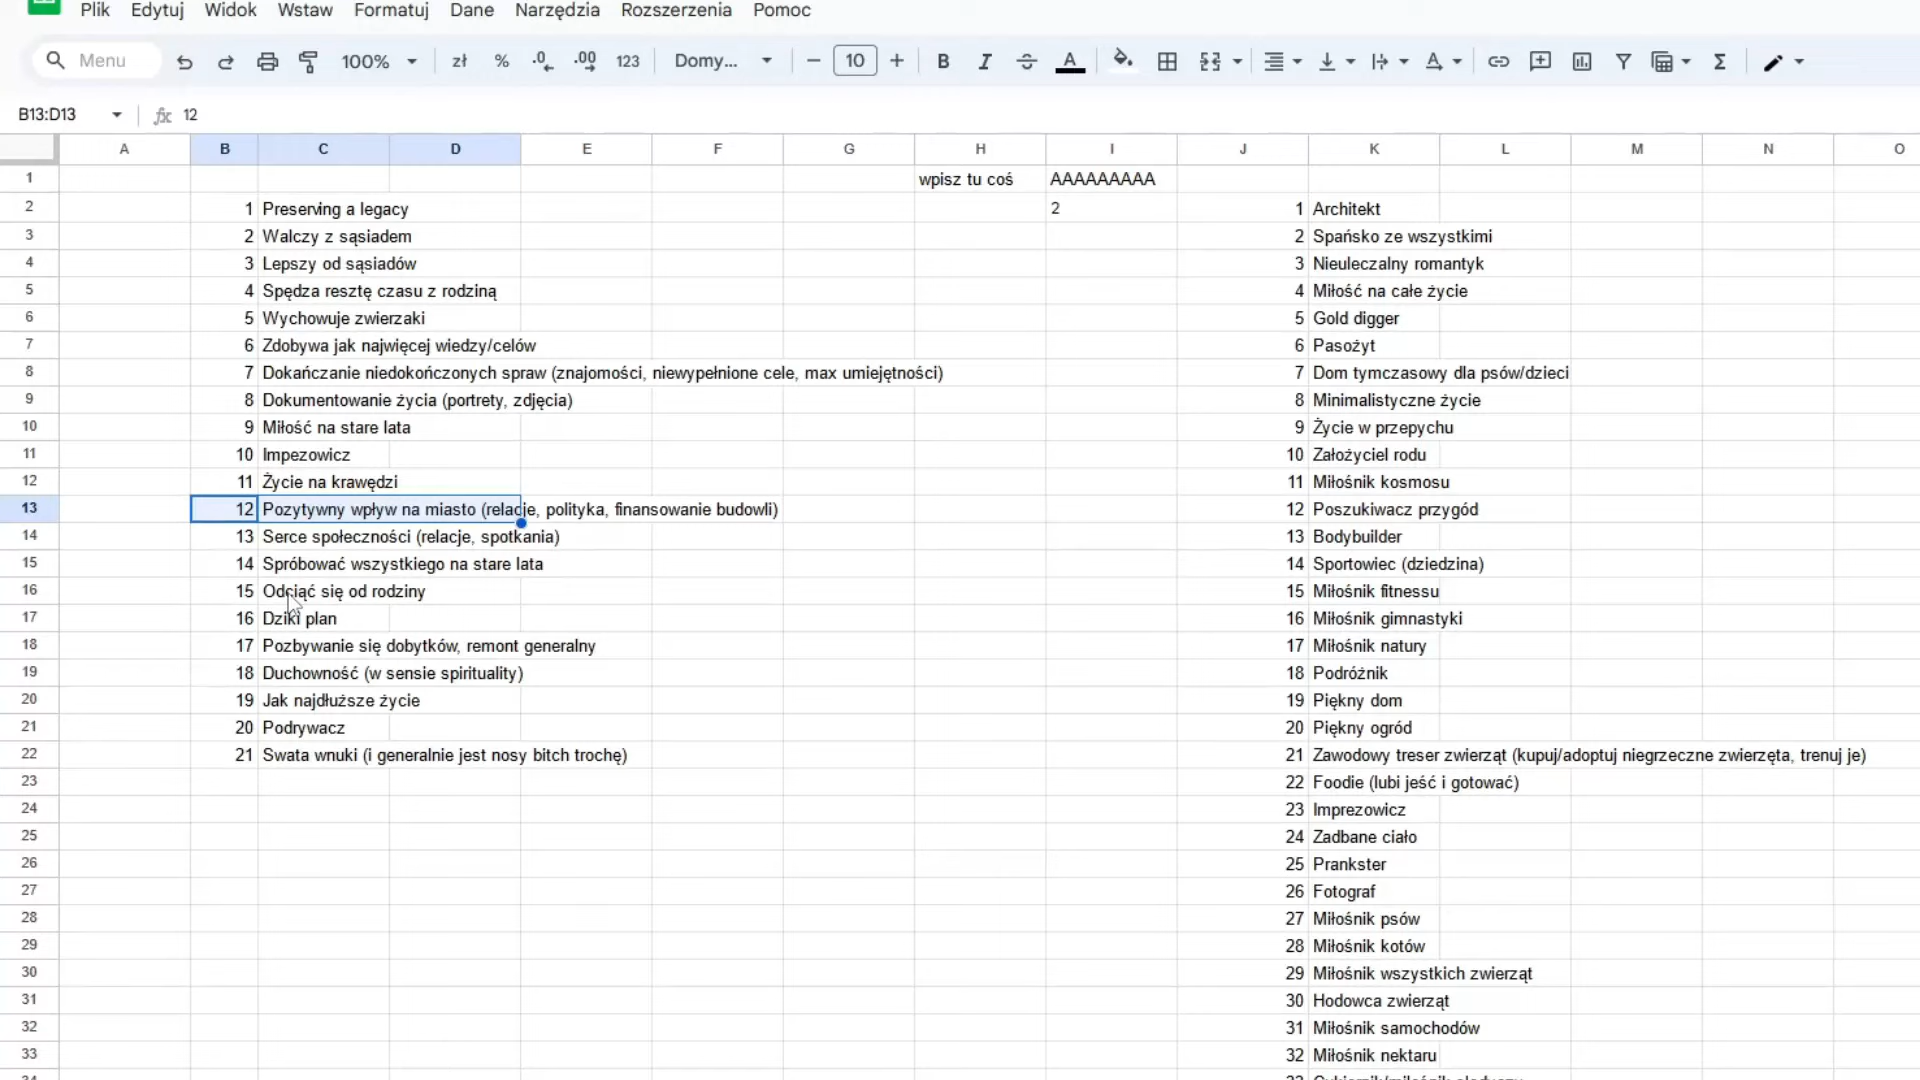 Plik Edytuj Widok Wstaw Formatuj Dane Narzędzia Rozszerzenia Pomoc
Menu 100% zł % .0 .00 123 Domy... 10 B I A
B13:D13 fx 12
A B C D E F G H I J K L M N O
1 wpisz tu coś AAAAAAAAA
2 1 Preserving a legacy 2 1 Architekt
3 2 Walczy z sąsiadem 2 Spańsko ze wszystkimi
4 3 Lepszy od sąsiadów 3 Nieuleczalny romantyk
5 4 Spędza resztę czasu z rodziną 4 Miłość na całe życie
6 5 Wychowuje zwierzaki 5 Gold digger
7 6 Zdobywa jak najwięcej wiedzy/celów 6 Pasożyt
8 7 Dokańczanie niedokończonych spraw (znajomości, niewypełnione cele, max umiejętności) 7 Dom tymczasowy dla psów/dzieci
9 8 Dokumentowanie życia (portrety, zdjęcia) 8 Minimalistyczne życie
10 9 Miłość na stare lata 9 Życie w przepychu
11 10 Impezowicz 10 Założyciel rodu
12 11 Życie na krawędzi 11 Miłośnik kosmosu
13 12 Pozytywny wpływ na miasto (relacje, polityka, finansowanie budowli) 12 Poszukiwacz przygód
14 13 Serce społeczności (relacje, spotkania) 13 Bodybuilder
15 14 Spróbować wszystkiego na stare lata 14 Sportowiec (dziedzina)
16 15 Odciąć się od rodziny 15 Miłośnik fitnessu
17 16 Dziki plan 16 Miłośnik gimnastyki
18 17 Pozbywanie się dobytków, remont generalny 17 Miłośnik natury
19 18 Duchowność (w sensie spirituality) 18 Podróżnik
20 19 Jak najdłuższe życie 19 Piękny dom
21 20 Podrywacz 20 Piękny ogród
22 21 Swata wnuki (i generalnie jest nosy bitch trochę) 21 Zawodowy treser zwierząt (kupuj/adoptuj niegrzeczne zwierzęta, trenuj je)
23 22 Foodie (lubi jeść i gotować)
24 23 Imprezowicz
25 24 Zadbane ciało
26 25 Prankster
27 26 Fotograf
28 27 Miłośnik psów
29 28 Miłośnik kotów
30 29 Miłośnik wszystkich zwierząt
31 30 Hodowca zwierząt
32 31 Miłośnik samochodów
33 32 Miłośnik nektaru